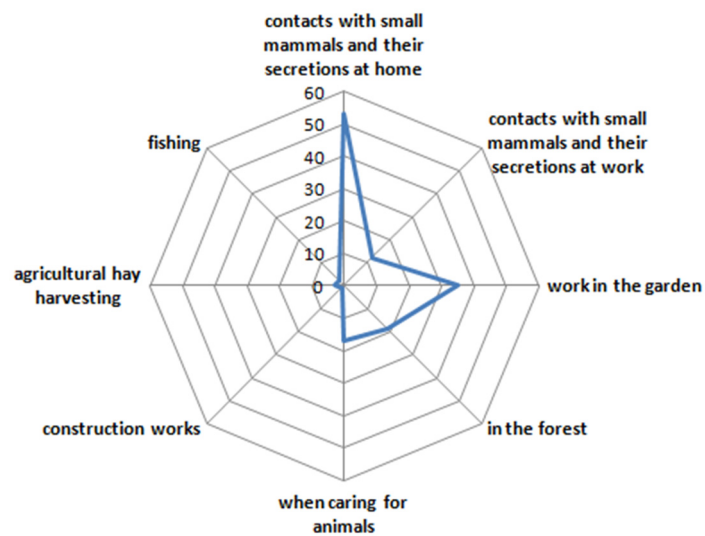 contacts with small
mammals and their
secretions at home
60
50
40
30
20
10
0
contacts with small
mammals and their
secretions at work
work in the garden
in the forest
when caring for
animals
construction works
agricultural hay
harvesting
fishing